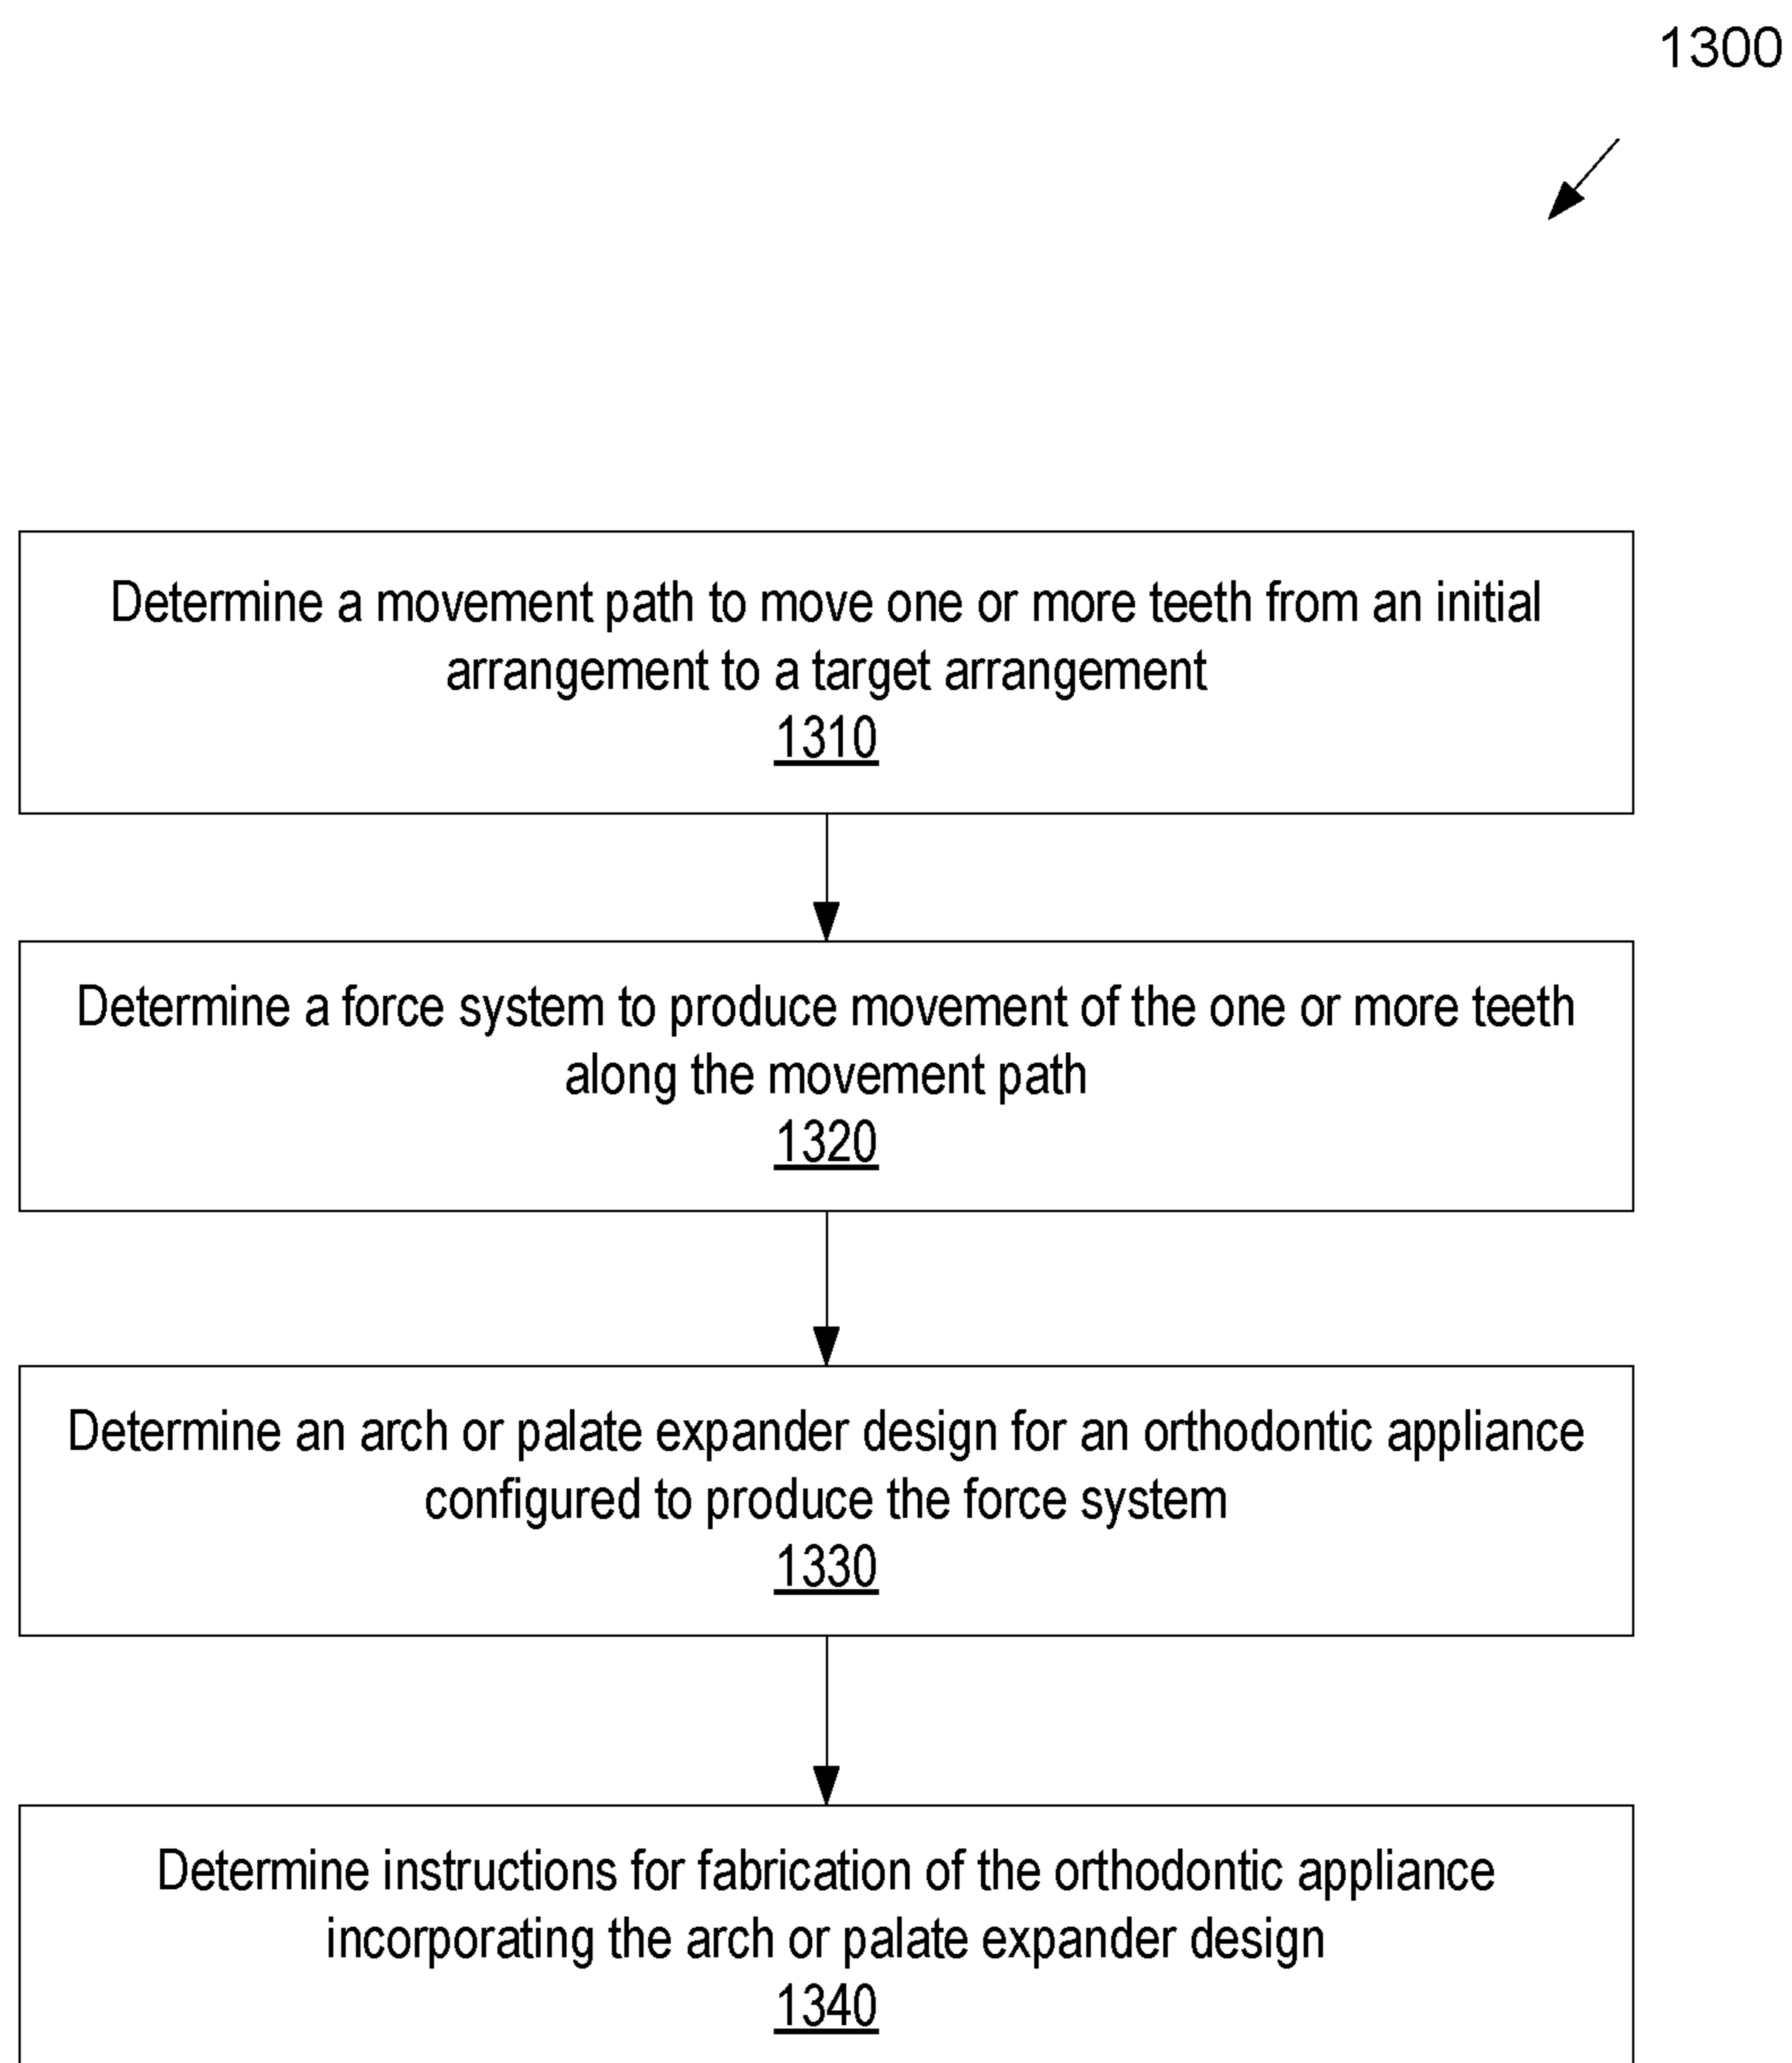 1300
Determine a movement path to move one or more teeth from an initial
arrangement to a target arrangement
1310
Determine a force system to produce movement of the one or more teeth
along the movement path
1320
Determine an arch or palate expander design for an orthodontic appliance
configured to produce the force system
1330
Determine instructions for fabrication of the orthodontic appliance
incorporating the arch or palate expander design
1340